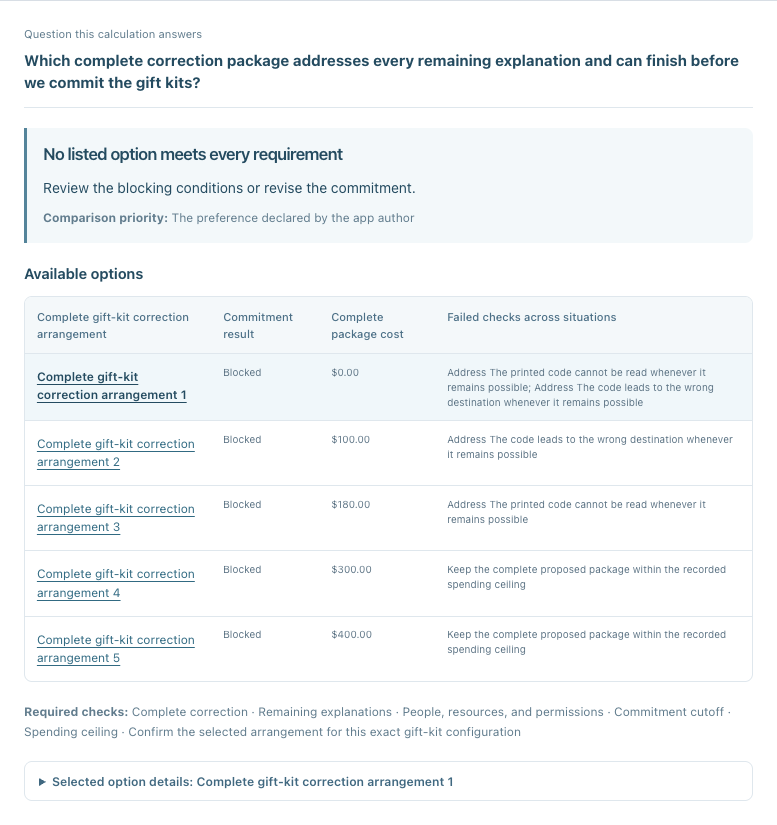 Question this calculation answers
Which complete correction package addresses every remaining explanation and can finish before
we commit the gift kits?
No listed option meets every requirement
Review the blocking conditions or revise the commitment.
Comparison priority: The preference declared by the app author
Available options
Complete gift-kit correction
arrangement
Commitment
result
Complete
package cost
Failed checks across situations
Complete gift-kit
correction arrangement 1
Blocked
$0.00
Address The printed code cannot be read whenever it
remains possible; Address The code leads to the wrong
destination whenever it remains possible
Complete gift-kit correction
arrangement 2
Blocked
$100.00
Address The code leads to the wrong destination whenever
it remains possible
Complete gift-kit correction
arrangement 3
Blocked
$180.00
Address The printed code cannot be read whenever it
remains possible
Complete gift-kit correction
arrangement 4
Blocked
$300.00
Keep the complete proposed package within the recorded
spending ceiling
Complete gift-kit correction
arrangement 5
Blocked
$400.00
Keep the complete proposed package within the recorded
spending ceiling
Required checks: Complete correction · Remaining explanations · People, resources, and permissions · Commitment cutoff ·
Spending ceiling · Confirm the selected arrangement for this exact gift-kit configuration
▶ Selected option details: Complete gift-kit correction arrangement 1